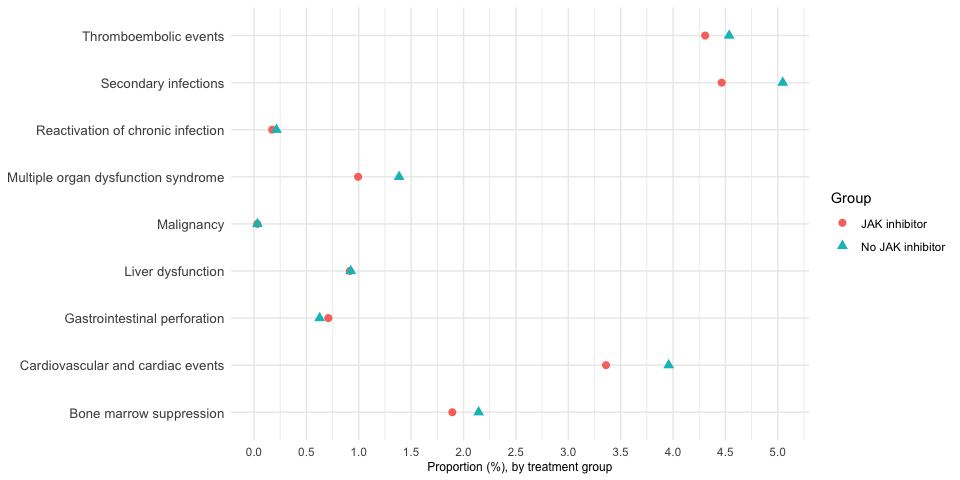 Thromboembolic events
Secondary infections
Reactivation of chronic infection
Multiple organ dysfunction syndrome
Malignancy
Liver dysfunction
Gastrointestinal perforation
Cardiovascular and cardiac events
Bone marrow suppression
0.0 0.5 1.0 1.5 2.0 2.5 3.0 3.5 4.0 4.5 5.0
Proportion (%), by treatment group
Group
JAK inhibitor
No JAK inhibitor